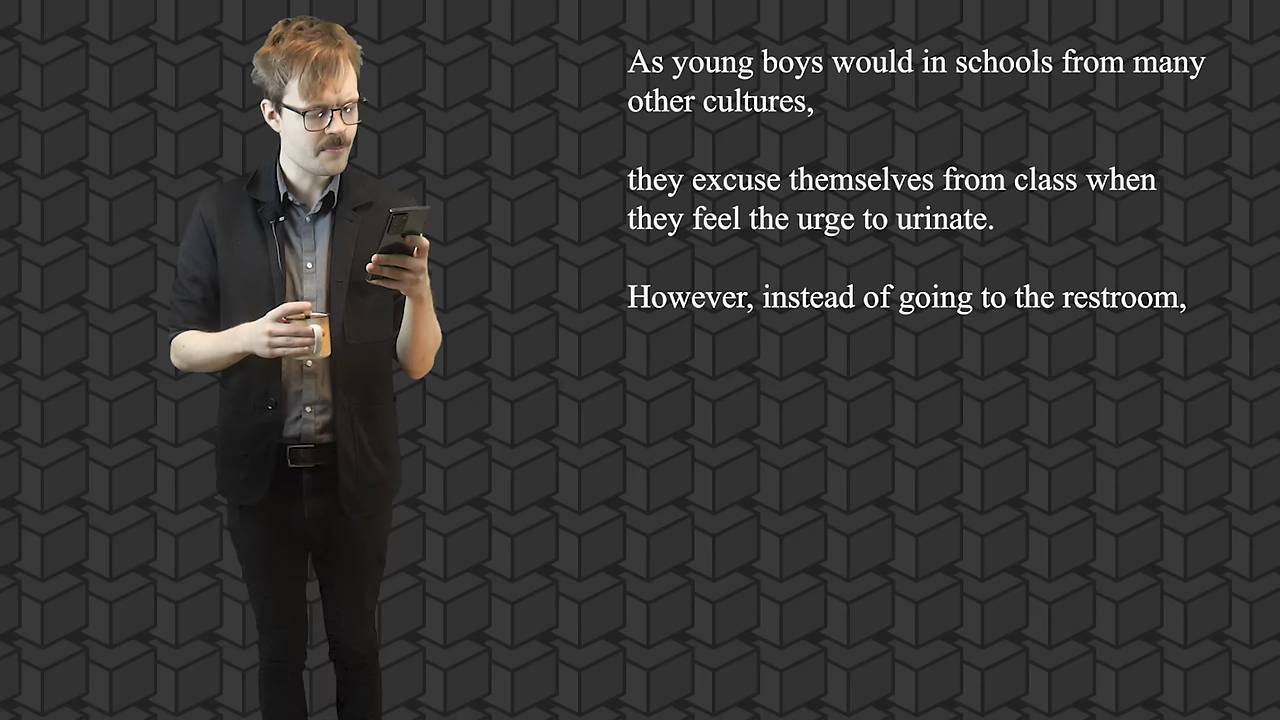 As young boys would in schools from many
other cultures,
they excuse themselves from class when
they feel the urge to urinate.
However, instead of going to the restroom,